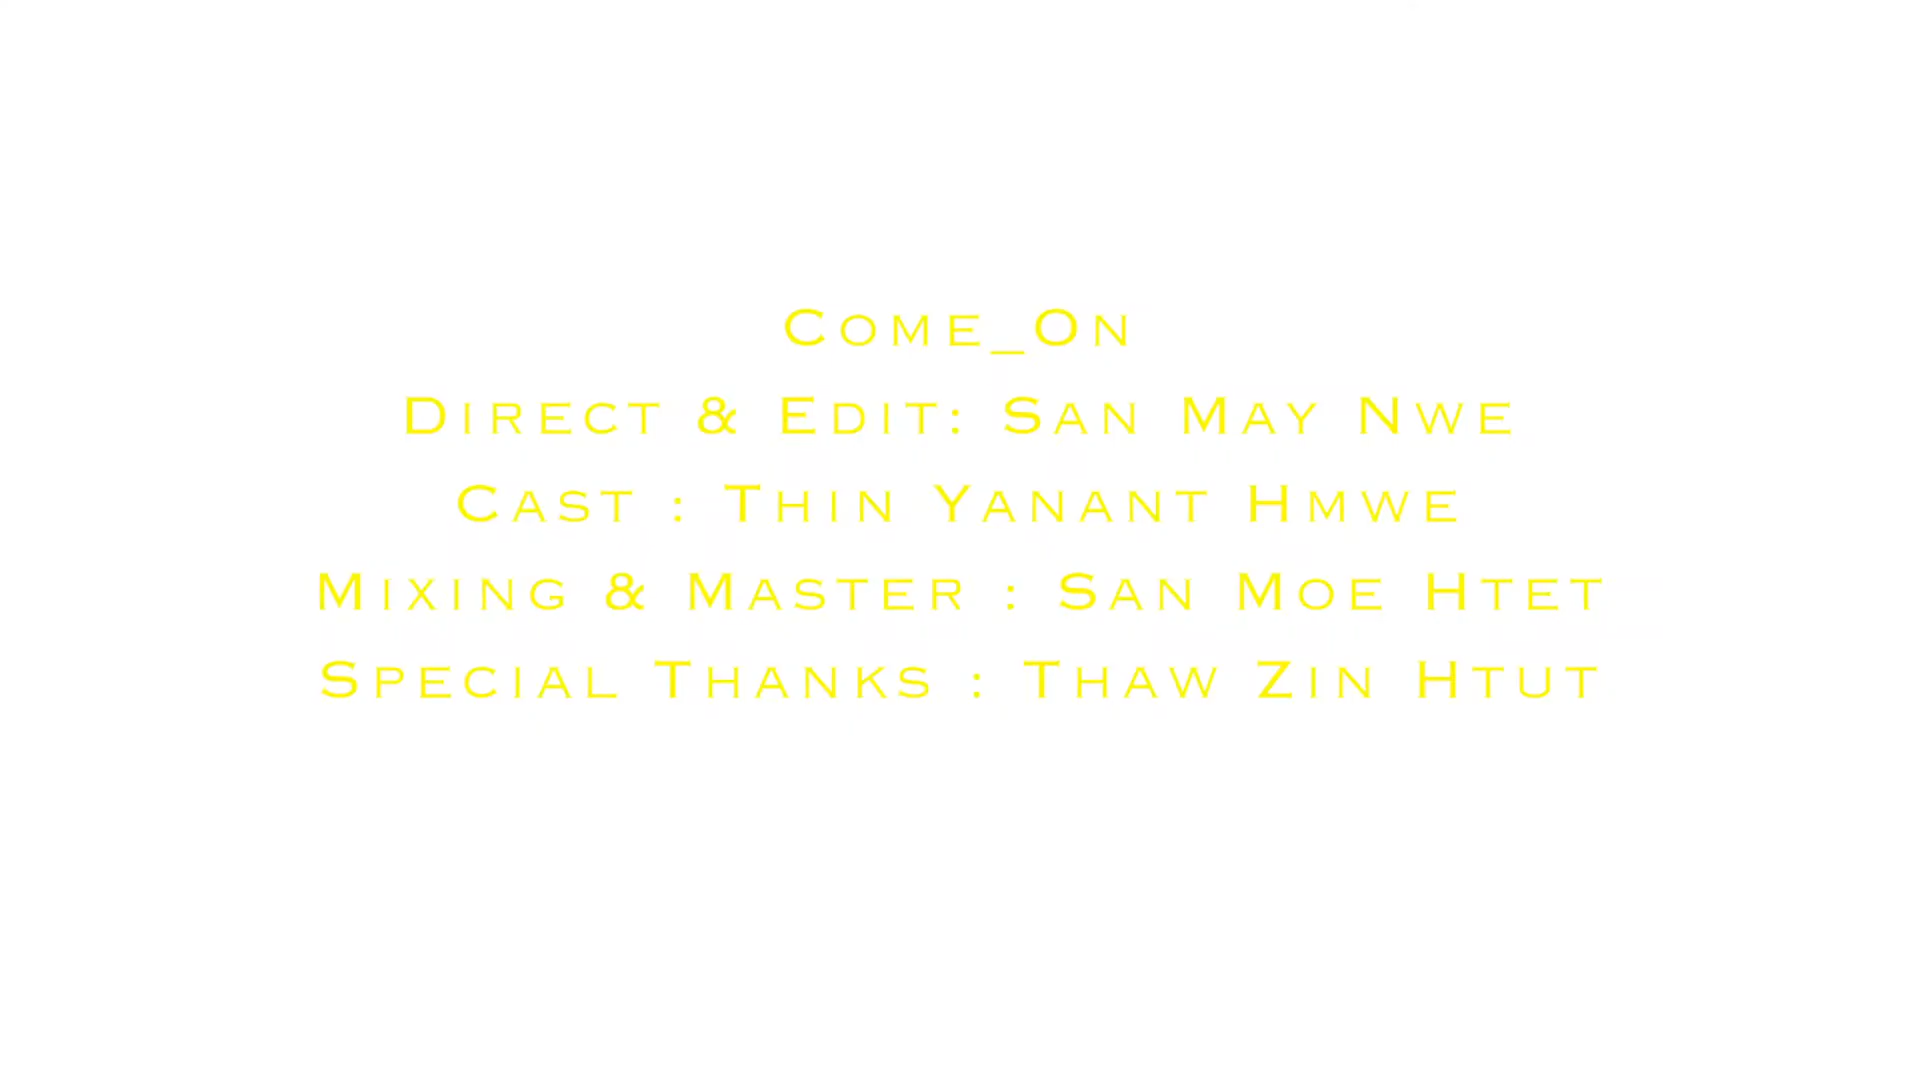 Come_On
Direct & Edit: San May Nwe
Cast : Thin Yanant Hmwe
Mixing & Master : San Moe Htet
Special Thanks : Thaw Zin Htut